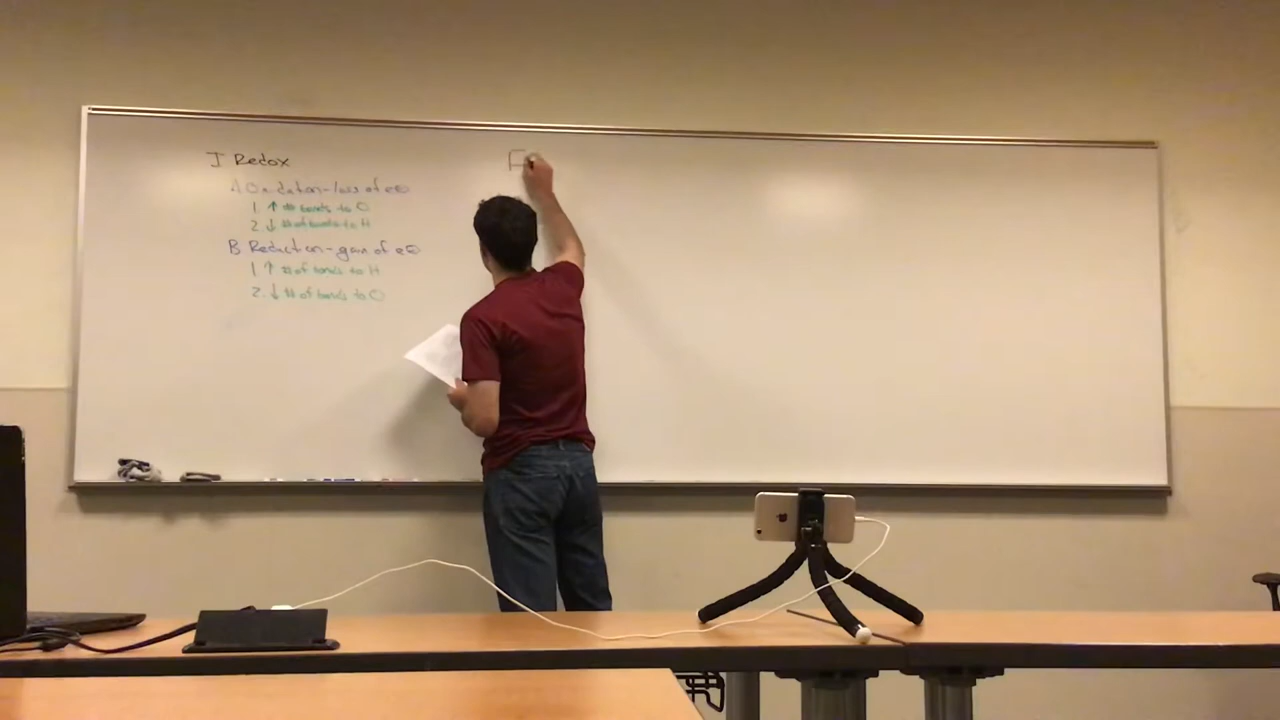 I Redox
A Oxidation-loss of e⊖
1. ↑ # bonds to O
2. ↓ # of bonds to H
B Reduction-gain of e⊖
1 ↑ # of bonds to H
2. ↓ # of bonds to O
F